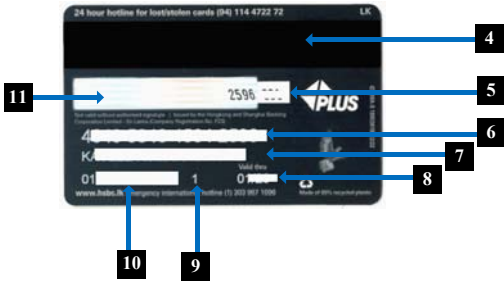 24 hour hotline for lost/stolen cards (94) 114 4722 72 LK
4
2596
5
11
PLUS
Not valid without authorised signature | Issued by the Hongkong and Shanghai Banking
Corporation Limited - Sri Lanka (Company Registration No. FC5)
6
KA
7
Valid thru
01 1 01
8
www.hsbc.lk Emergency international hotline (1) 303 967 1096
Made of 85% recycled plastic
10
9